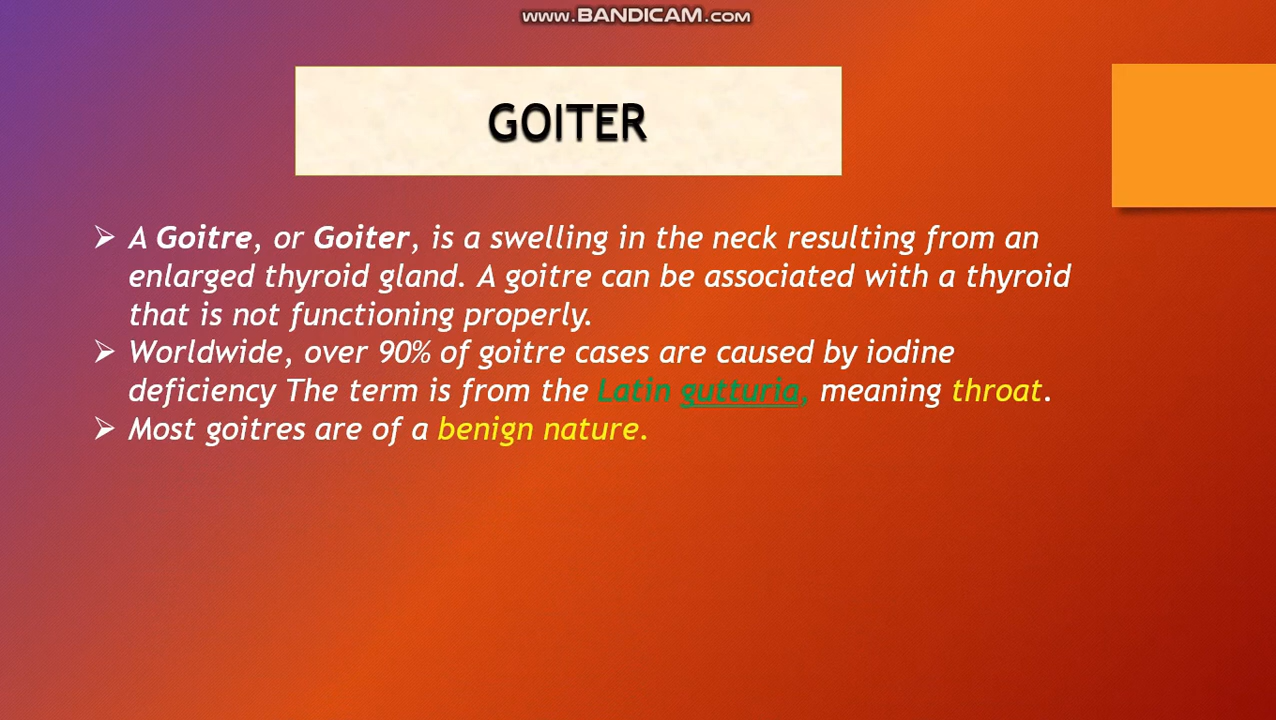 www.BANDICAM.com
GOITER
➢ A Goitre, or Goiter, is a swelling in the neck resulting from an
enlarged thyroid gland. A goitre can be associated with a thyroid
that is not functioning properly.
➢ Worldwide, over 90% of goitre cases are caused by iodine
deficiency The term is from the Latin gutturia, meaning throat.
➢ Most goitres are of a benign nature.